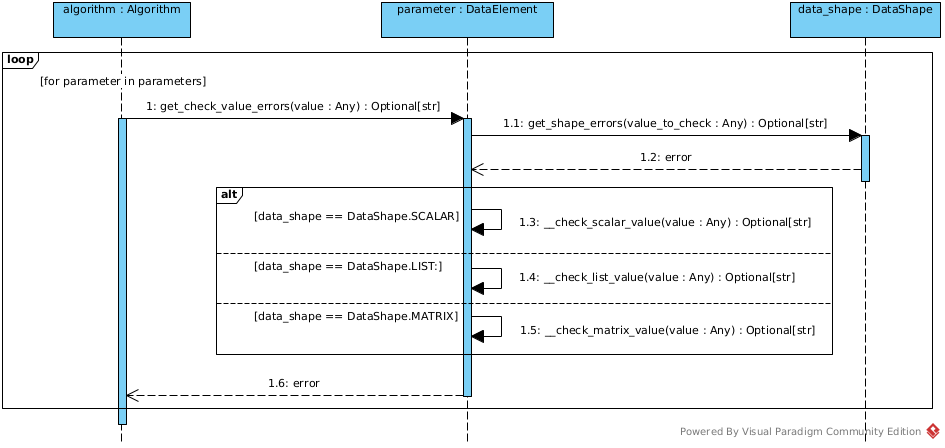 algorithm : Algorithm
parameter : DataElement
data_shape : DataShape
loop
[for parameter in parameters]
1: get_check_value_errors(value : Any) : Optional[str]
1.1: get_shape_errors(value_to_check : Any) : Optional[str]
1.2: error
alt
[data_shape == DataShape.SCALAR]
1.3: __check_scalar_value(value : Any) : Optional[str]
[data_shape == DataShape.LIST:]
1.4: __check_list_value(value : Any) : Optional[str]
[data_shape == DataShape.MATRIX]
1.5: __check_matrix_value(value : Any) : Optional[str]
1.6: error
Powered By Visual Paradigm Community Edition